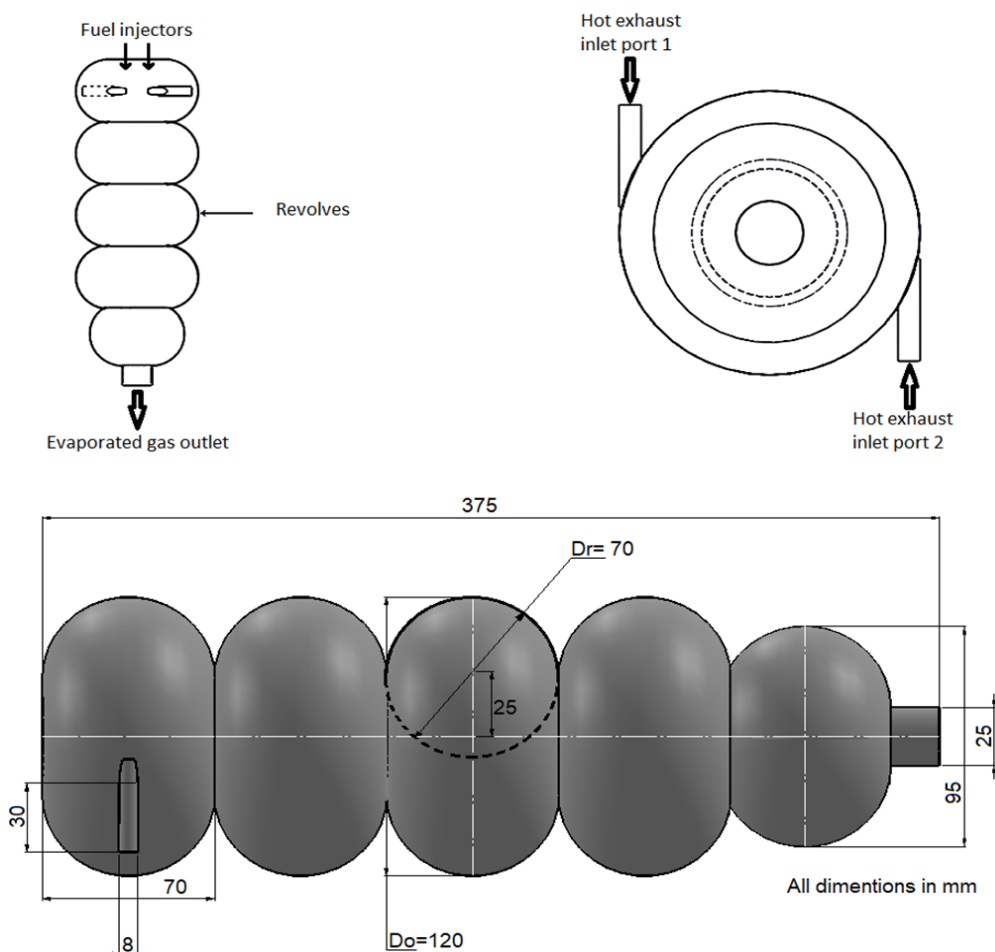 Fuel injectors
Revolves
Evaporated gas outlet
Hot exhaust
inlet port 1
Hot exhaust
inlet port 2
375
Dr= 70
25
30
70
8
Do=120
95
25
All dimentions in mm